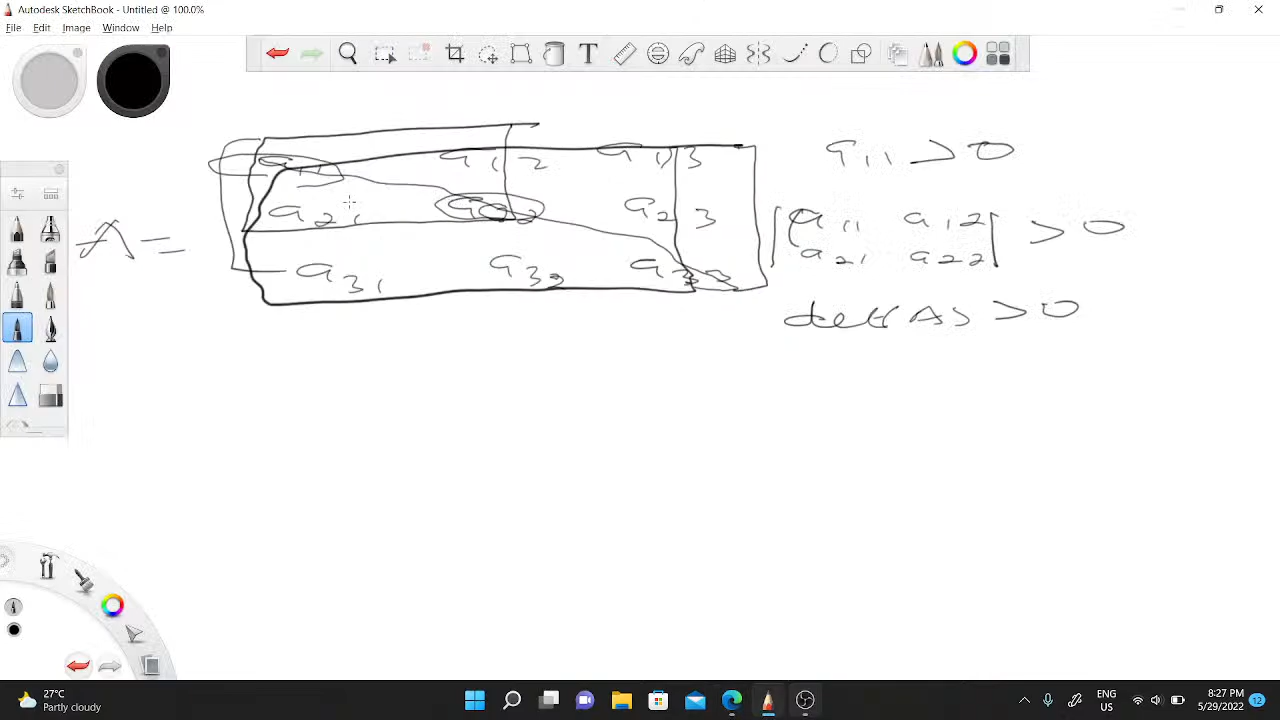 Autodesk SketchBook - Untitled @ 100.0%
File Edit Image Window Help
a11 a12 a13 a11 > 0
A = a21 a22 a23 | a11 a12 | > 0
a31 a32 a33 | a21 a22 |
det(A) > 0
27°C
Partly cloudy
ENG
US
8:27 PM
5/29/2022
12